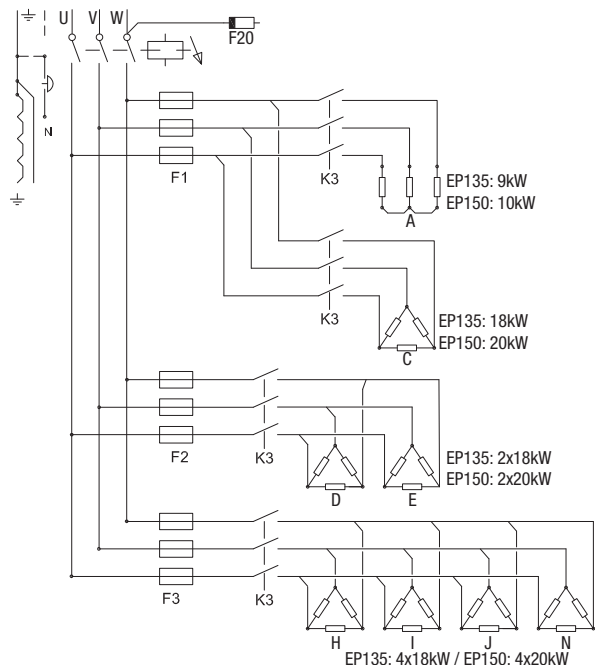 U V W
F20
N
F1
K3
EP135: 9kW
EP150: 10kW
A
K3
EP135: 18kW
EP150: 20kW
C
F2
K3
D
E
EP135: 2x18kW
EP150: 2x20kW
F3
K3
H
I
J
N
EP135: 4x18kW / EP150: 4x20kW